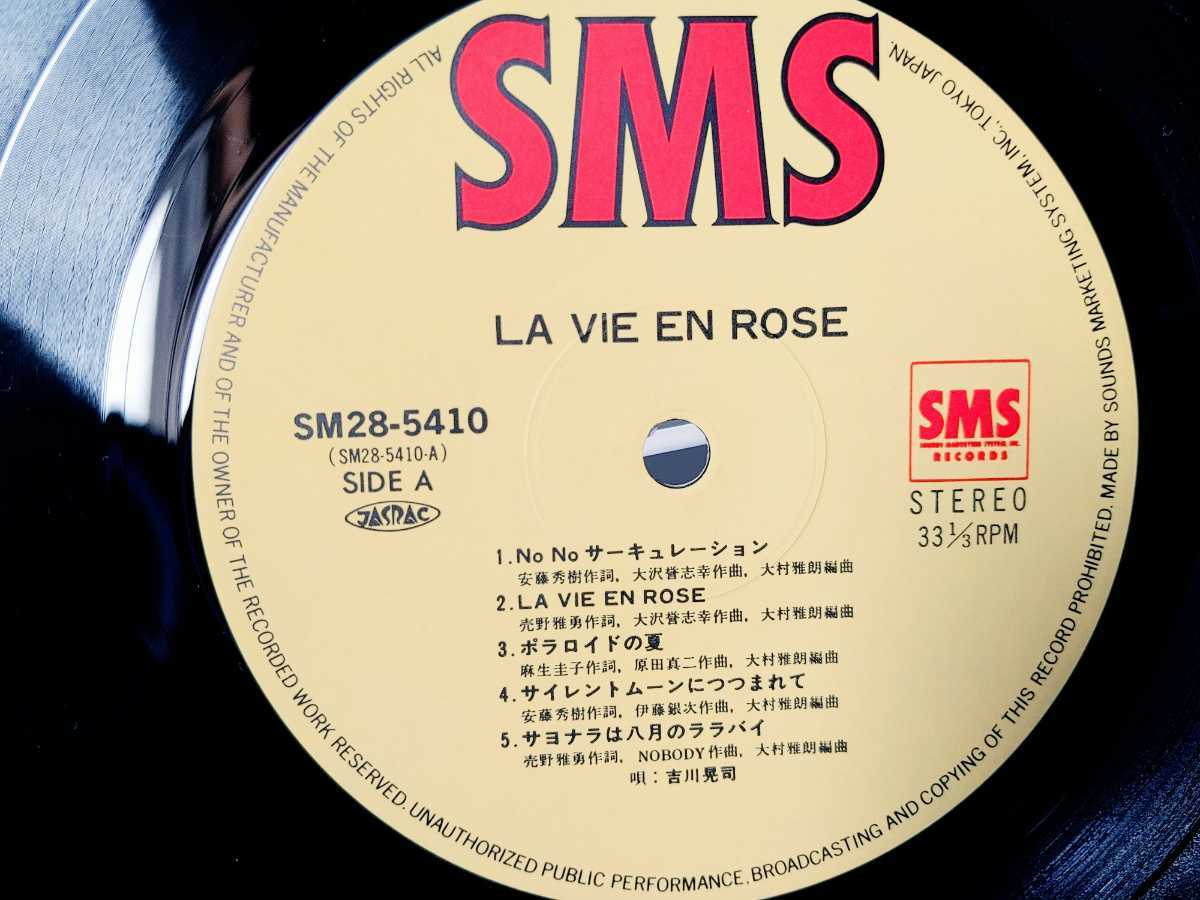 SMS
LA VIE EN ROSE
SM28-5410
(SM28-5410-A)
SIDE A
JASRAC
SMS
SOUNDS MARKETING SYSTEM, INC.
RECORDS
STEREO
33 1/3 RPM
1. No No サーキュレーション
安藤秀樹作詞, 大沢誉志幸作曲, 大村雅朗編曲
2. LA VIE EN ROSE
売野雅勇作詞, 大沢誉志幸作曲, 大村雅朗編曲
3. ポラロイドの夏
麻生圭子作詞, 原田真二作曲, 大村雅朗編曲
4. サイレントムーンにつつまれて
安藤秀樹作詞, 伊藤銀次作曲, 大村雅朗編曲
5. サヨナラは八月のララバイ
売野雅勇作詞, NOBODY作曲, 大村雅朗編曲
唄：吉川晃司
ALL RIGHTS OF THE MANUFACTURER AND OF THE OWNER OF THE RECORDED WORK RESERVED. UNAUTHORIZED PUBLIC PERFORMANCE, BROADCASTING AND COPYING OF THIS RECORD PROHIBITED. MADE BY SOUNDS MARKETING SYSTEM, INC., TOKYO JAPAN.